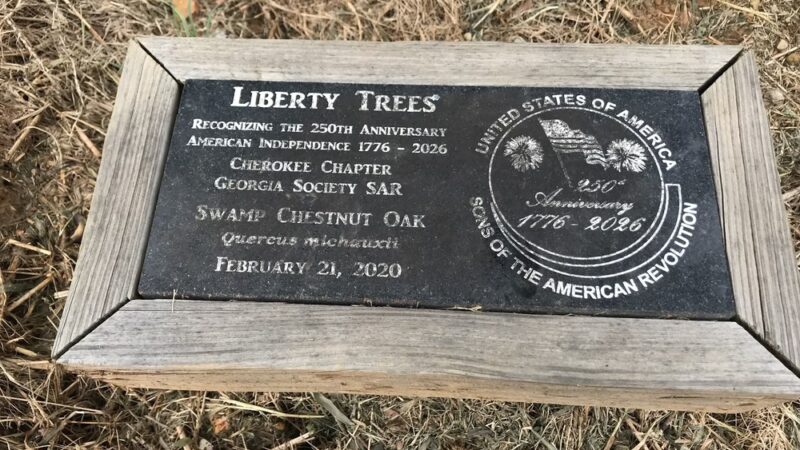 LIBERTY TREES
RECOGNIZING THE 250TH ANNIVERSARY
AMERICAN INDEPENDENCE 1776 - 2026
CHEROKEE CHAPTER
GEORGIA SOCIETY SAR
SWAMP CHESTNUT OAK
Quercus michauxii
FEBRUARY 21, 2020
UNITED STATES OF AMERICA
250th
Anniversary
1776 - 2026
SONS OF THE AMERICAN REVOLUTION